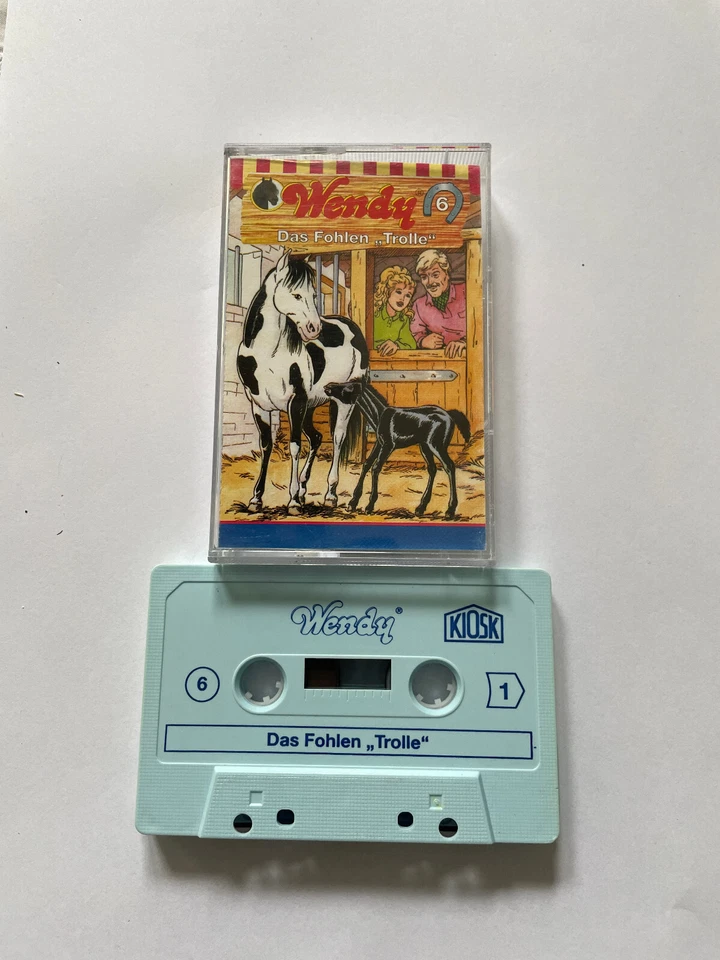 Wendy
6
Das Fohlen „Trolle“
Wendy®
KIOSK
6
1
Das Fohlen „Trolle“